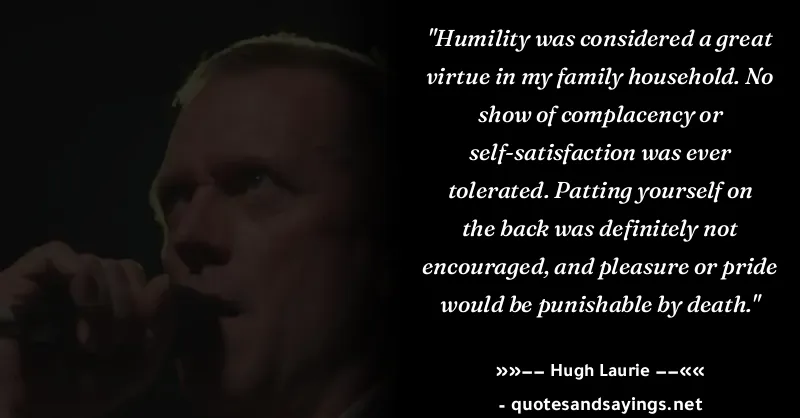 "Humility was considered a great
virtue in my family household. No
show of complacency or
self-satisfaction was ever
tolerated. Patting yourself on
the back was definitely not
encouraged, and pleasure or pride
would be punishable by death."
»»–– Hugh Laurie ––««
- quotesandsayings.net